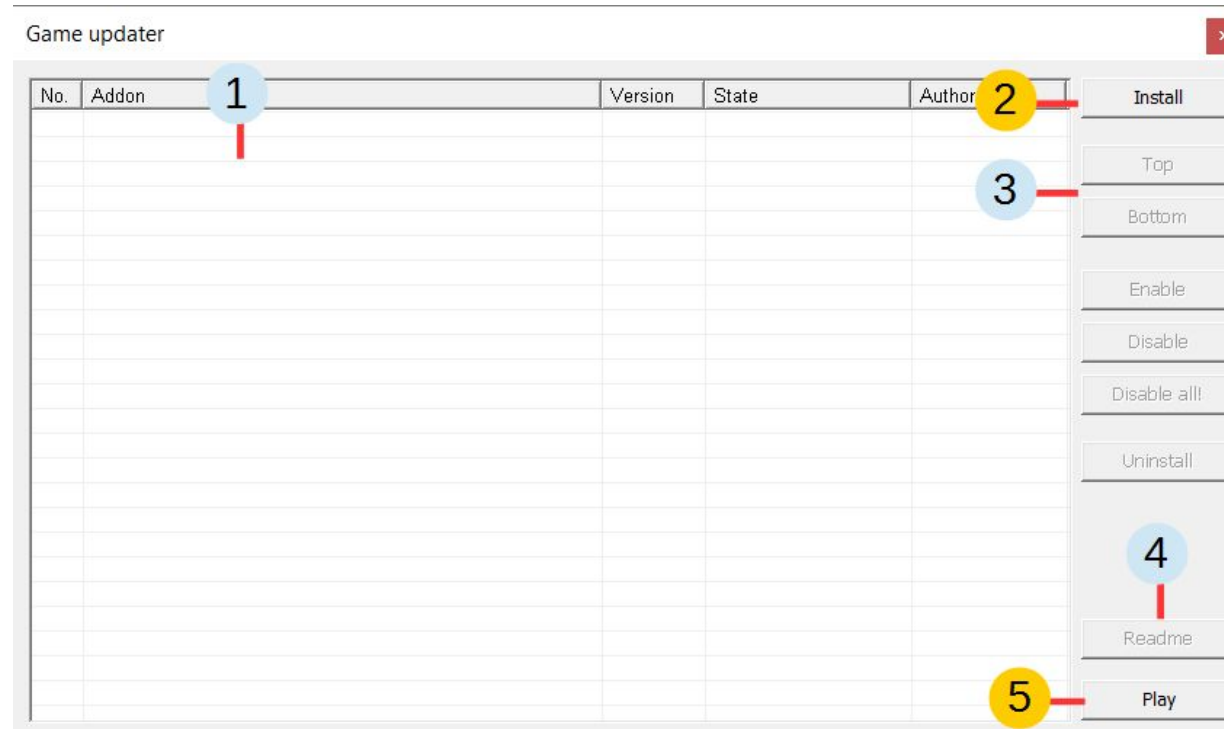 Game updater
x
No. Addon 1 Version State Author 2 Install
Top
3
Bottom
Enable
Disable
Disable all!
Uninstall
4
Readme
5 Play